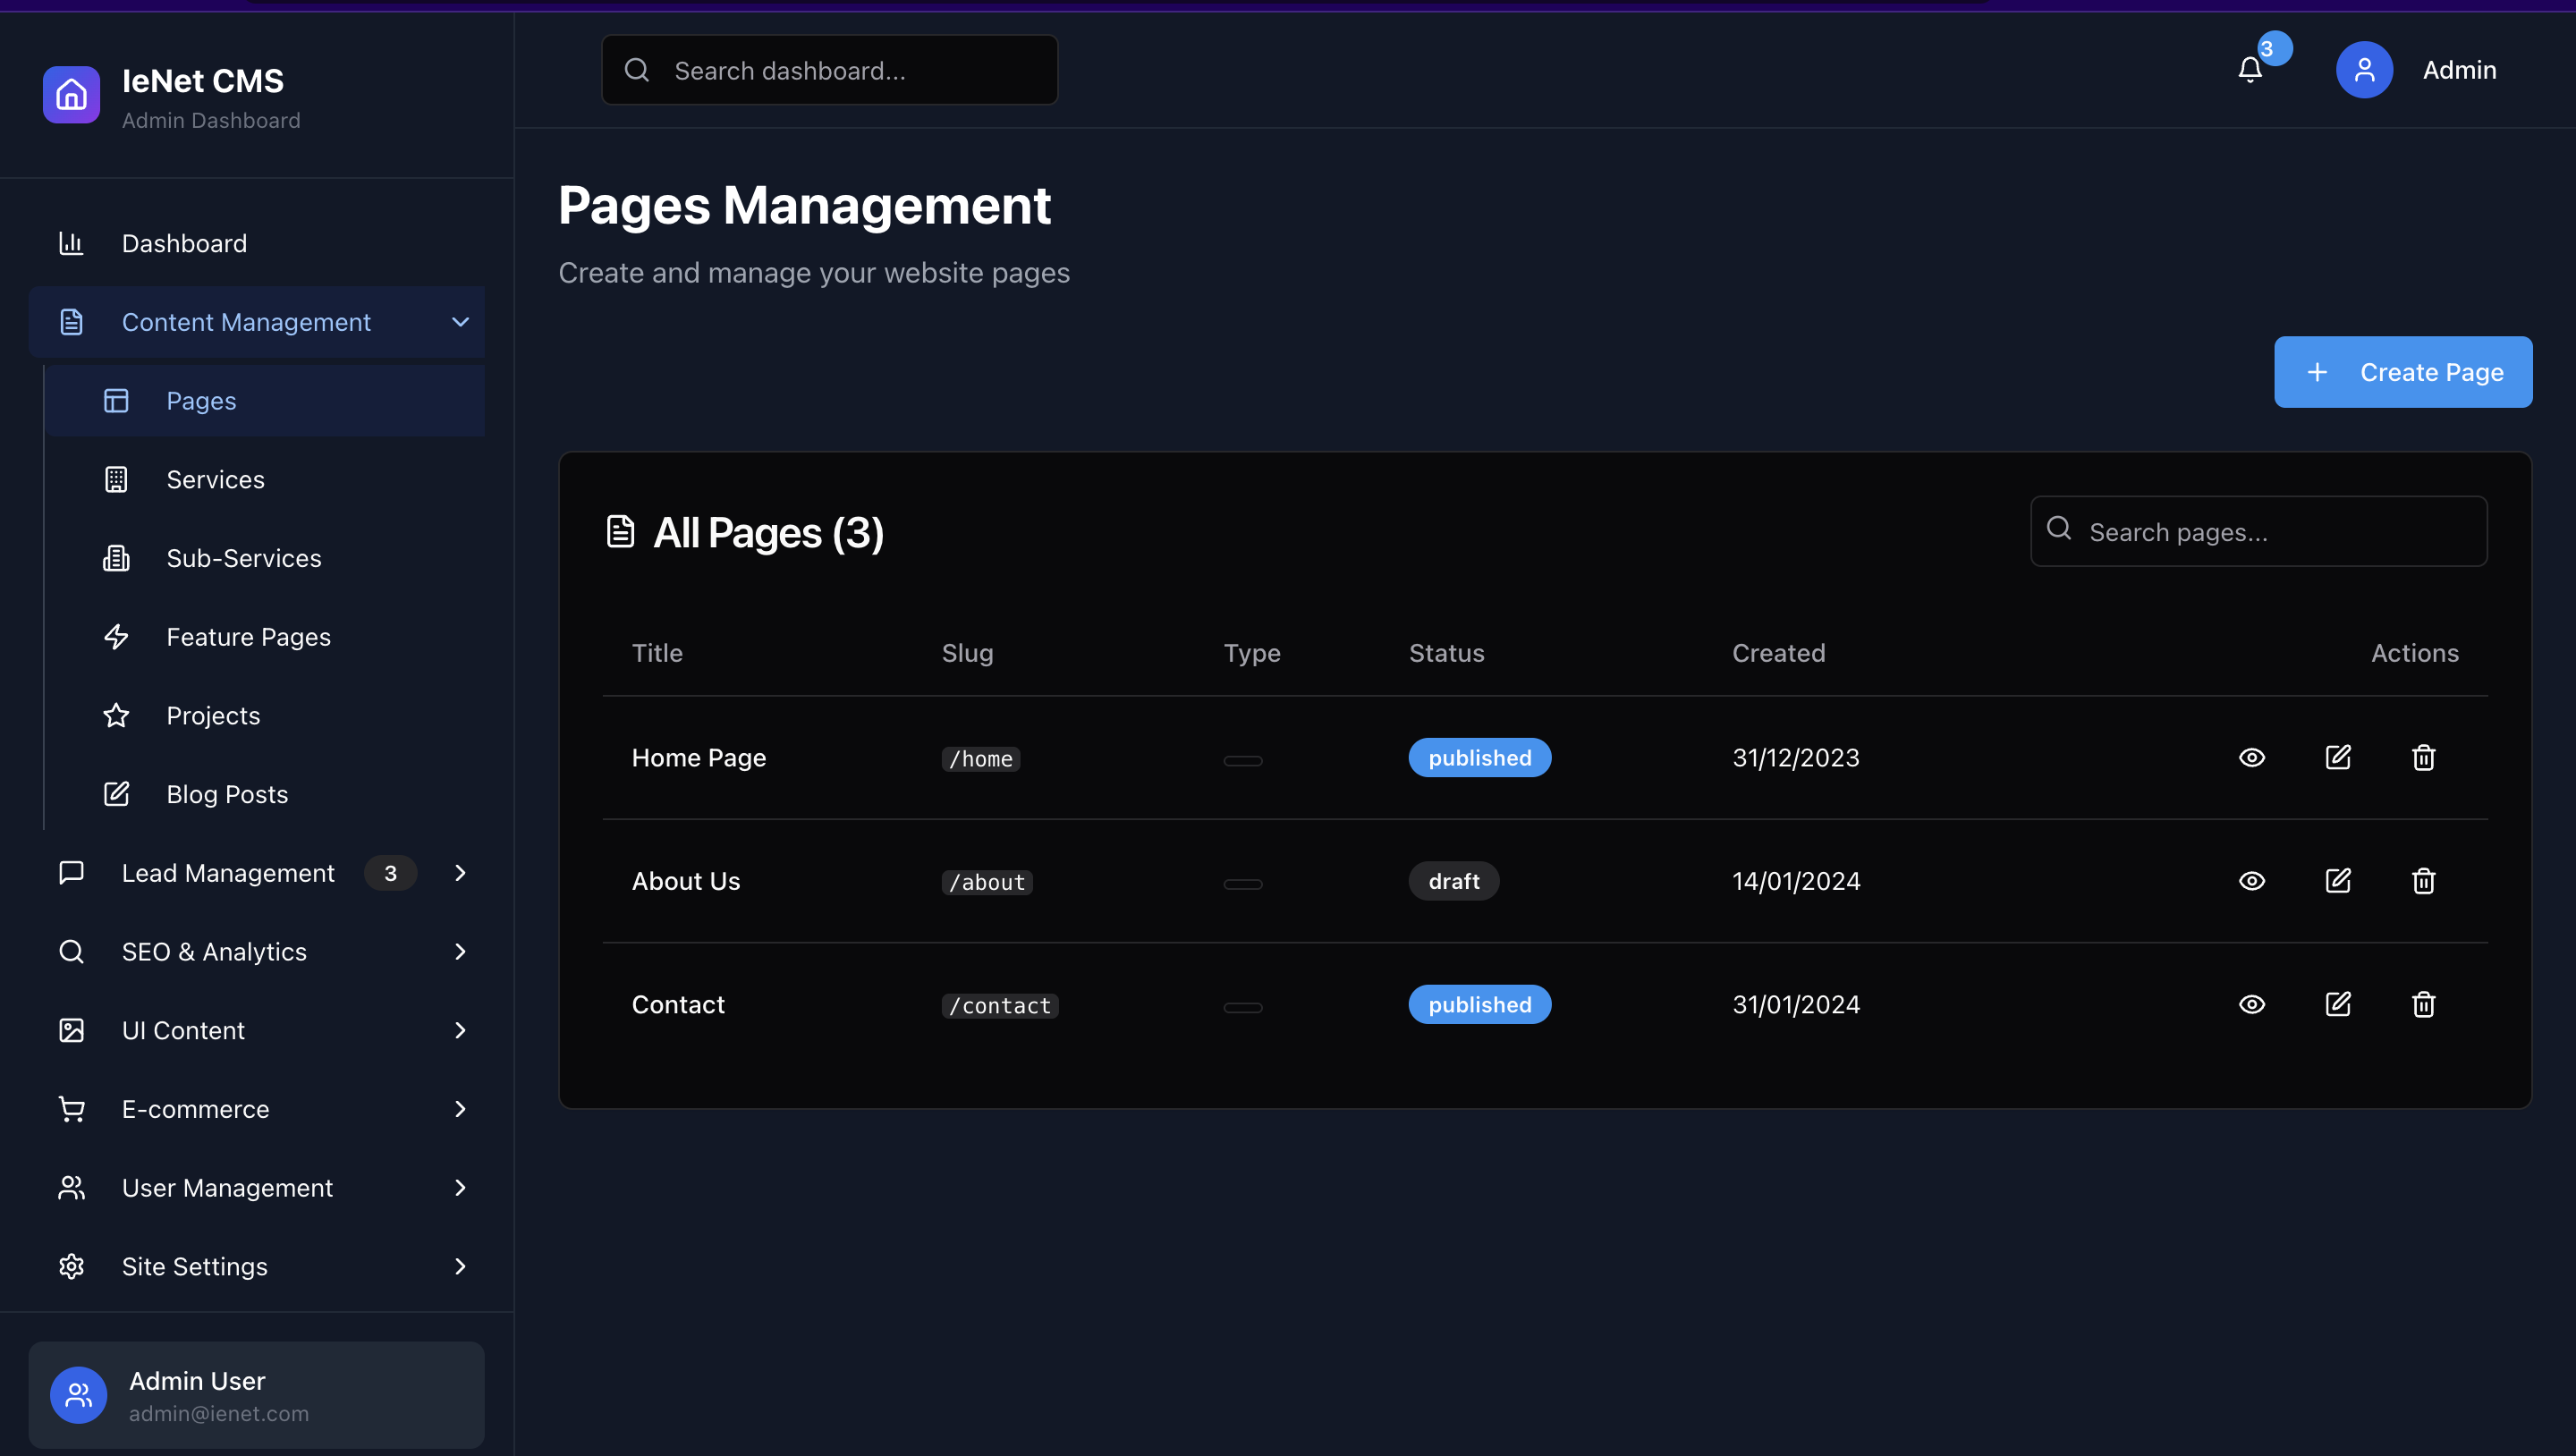 IeNet CMS
Admin Dashboard
Dashboard
Content Management
Pages
Services
Sub-Services
Feature Pages
Projects
Blog Posts
Lead Management 3
SEO & Analytics
UI Content
E-commerce
User Management
Site Settings
Admin User
admin@ienet.com
Search dashboard...
3
Admin
Pages Management
Create and manage your website pages
Create Page
All Pages (3)
Search pages...
Title Slug Type Status Created Actions
Home Page /home published 31/12/2023
About Us /about draft 14/01/2024
Contact /contact published 31/01/2024